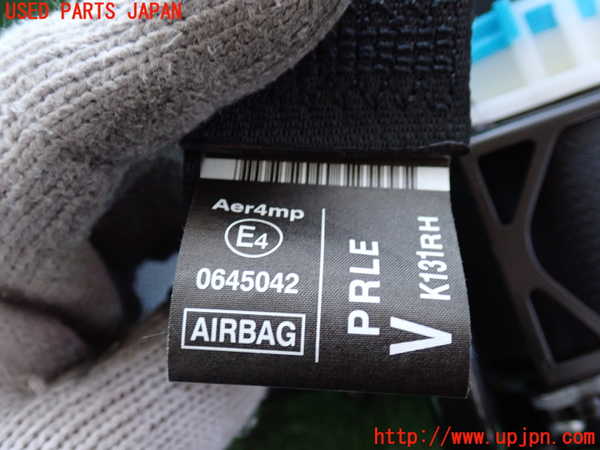 USED PARTS JAPAN
Aer4mp
E4
0645042
AIRBAG
PRLE
V
K131RH
http://www.upjpn.com/